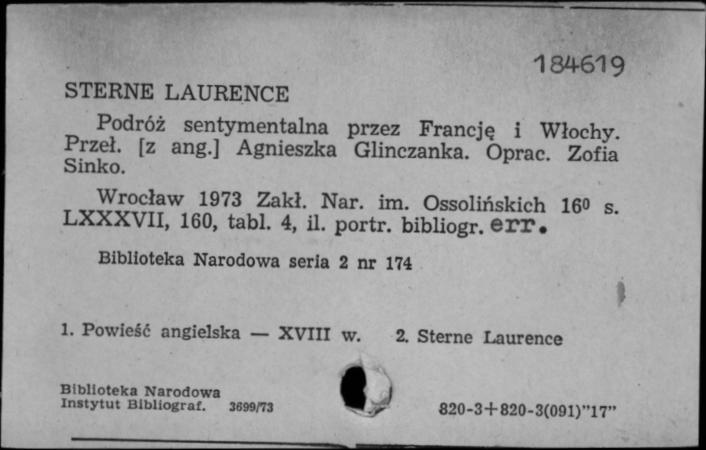 184619
STERNE LAURENCE
Podróż sentymentalna przez Francję i Włochy.
Przeł. [z ang.] Agnieszka Glinczanka. Oprac. Zofia
Sinko.
Wrocław 1973 Zakł. Nar. im. Ossolińskich 16⁰ s.
LXXXVII, 160, tabl. 4, il. portr. bibliogr. err.
Biblioteka Narodowa seria 2 nr 174
1. Powieść angielska — XVIII w. 2. Sterne Laurence
Biblioteka Narodowa
Instytut Bibliograf. 3699/73
820-3+820-3(091)"17"